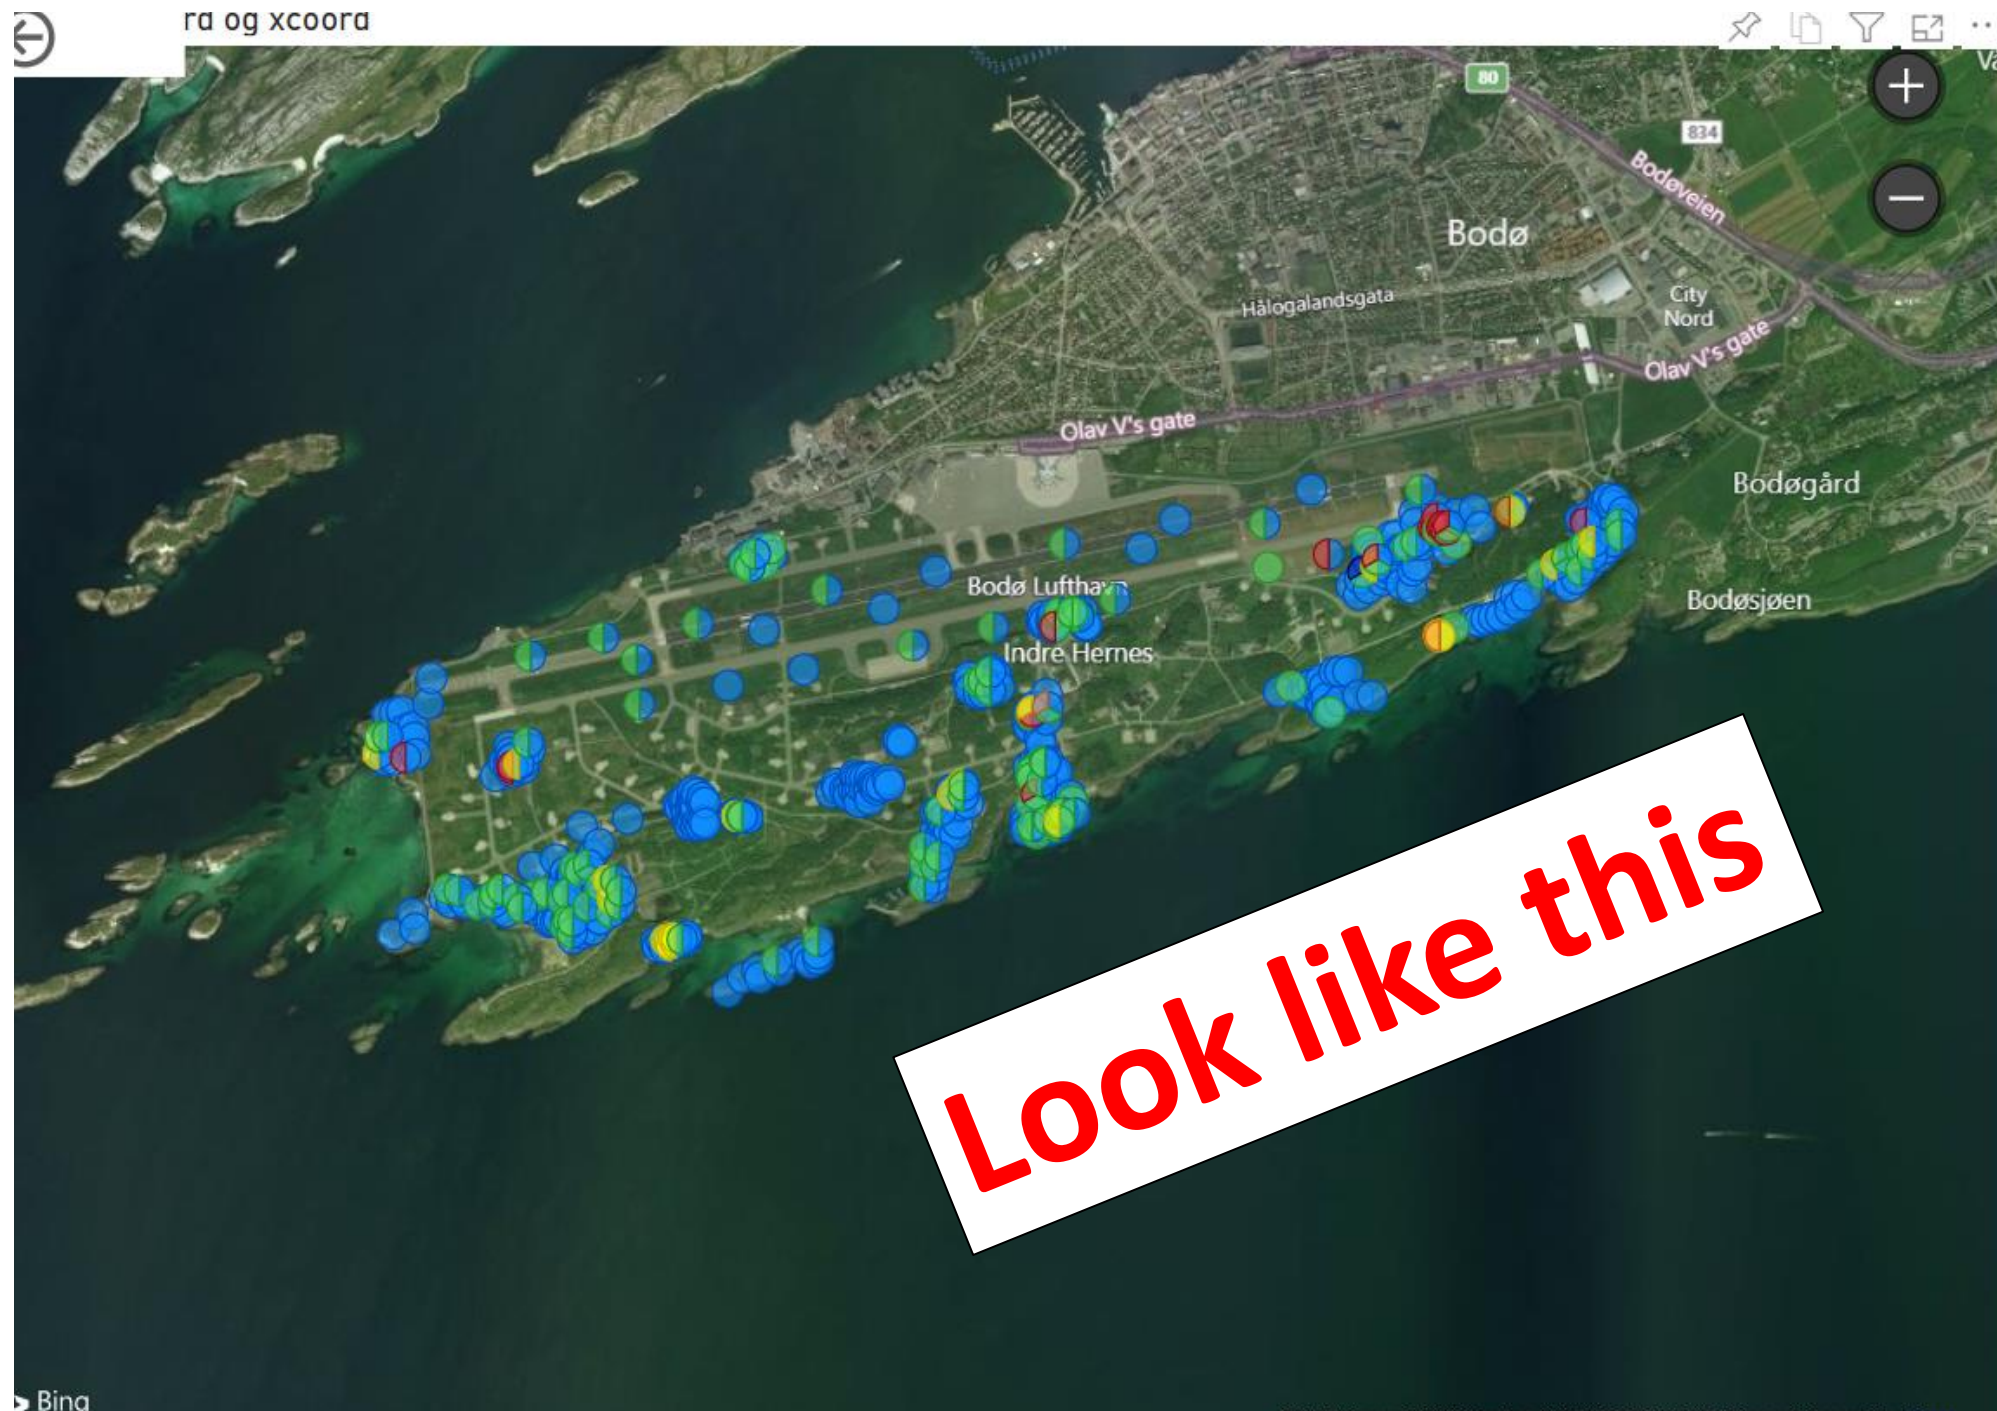 rd og xcoord
80
834
Bodøveien
Bodø
Hålogalandsgata
City
Nord
Olav V's gate
Olav V's gate
Bodøgård
Bodø Lufthavn
Bodøsjøen
Indre Hernes
Look like this
Bing